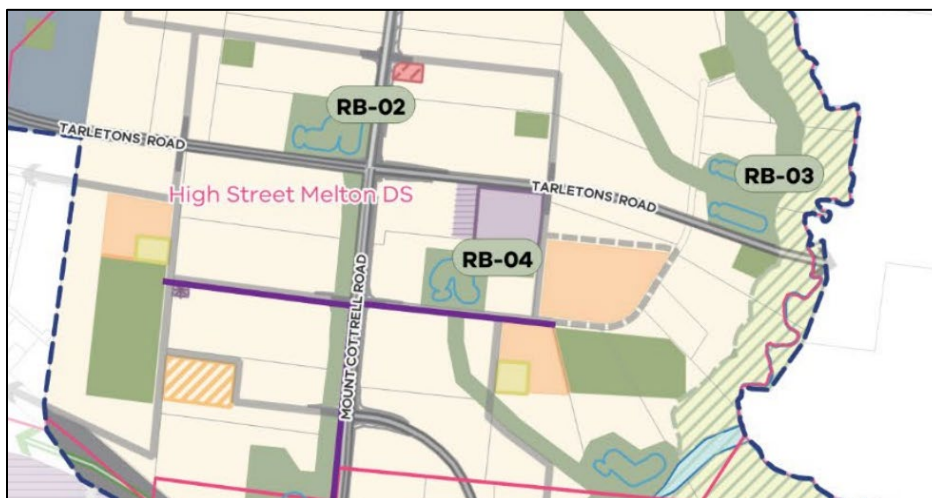 RB-02
TARLETONS ROAD
RB-03
High Street Melton DS
TARLETONS ROAD
RB-04
MOUNT COTTRELL ROAD